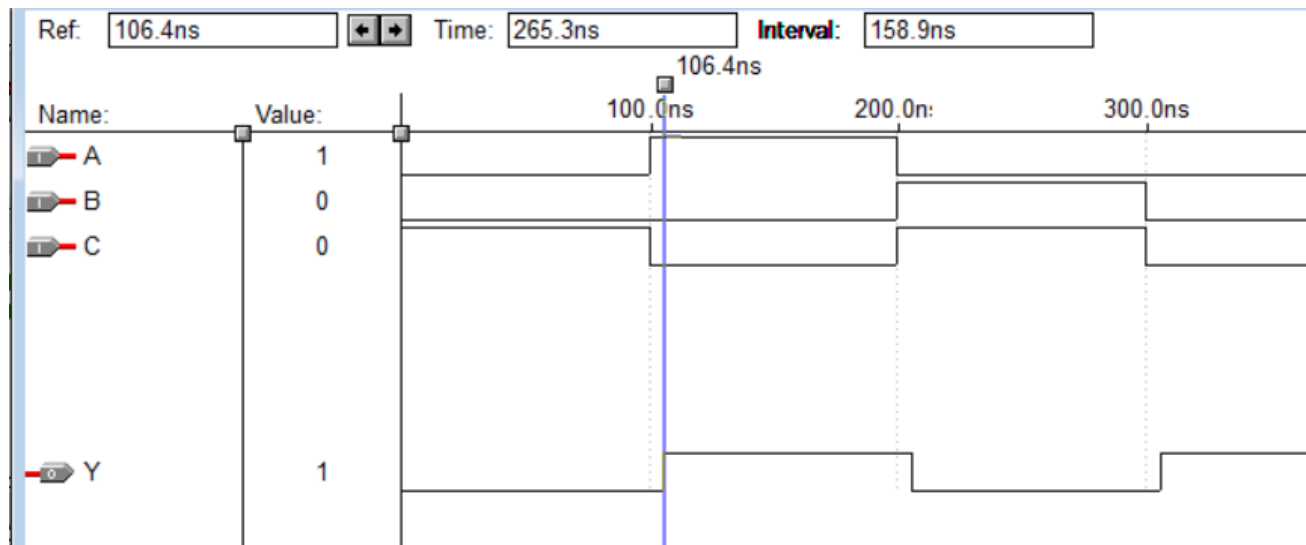 Ref: 106.4ns Time: 265.3ns Interval: 158.9ns
106.4ns
Name: Value: 100.0ns 200.0n: 300.0ns
I A 1
I B 0
I C 0
O Y 1